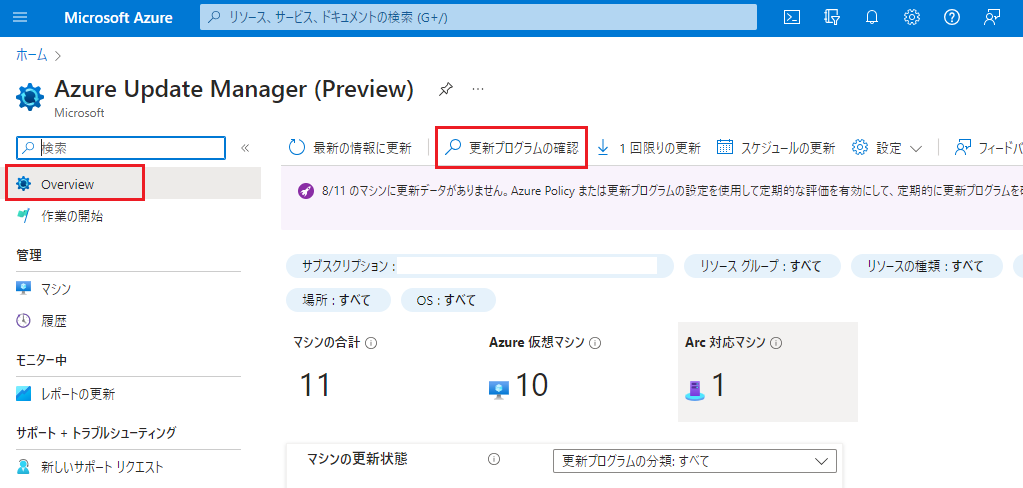 Microsoft Azure
リソース、サービス、ドキュメントの検索 (G+/)
ホーム
Azure Update Manager (Preview)
Microsoft
検索
最新の情報に更新
更新プログラムの確認
1 回限りの更新
スケジュールの更新
設定
フィードバ
Overview
8/11 のマシンに更新データがありません。Azure Policy または更新プログラムの設定を使用して定期的な評価を有効にして、定期的に更新プログラムを
作業の開始
管理
マシン
履歴
モニター中
レポートの更新
サポート + トラブルシューティング
新しいサポート リクエスト
サブスクリプション :
リソース グループ : すべて
リソースの種類 : すべて
場所 : すべて
OS : すべて
マシンの合計
11
Azure 仮想マシン
10
Arc 対応マシン
1
マシンの更新状態
更新プログラムの分類: すべて